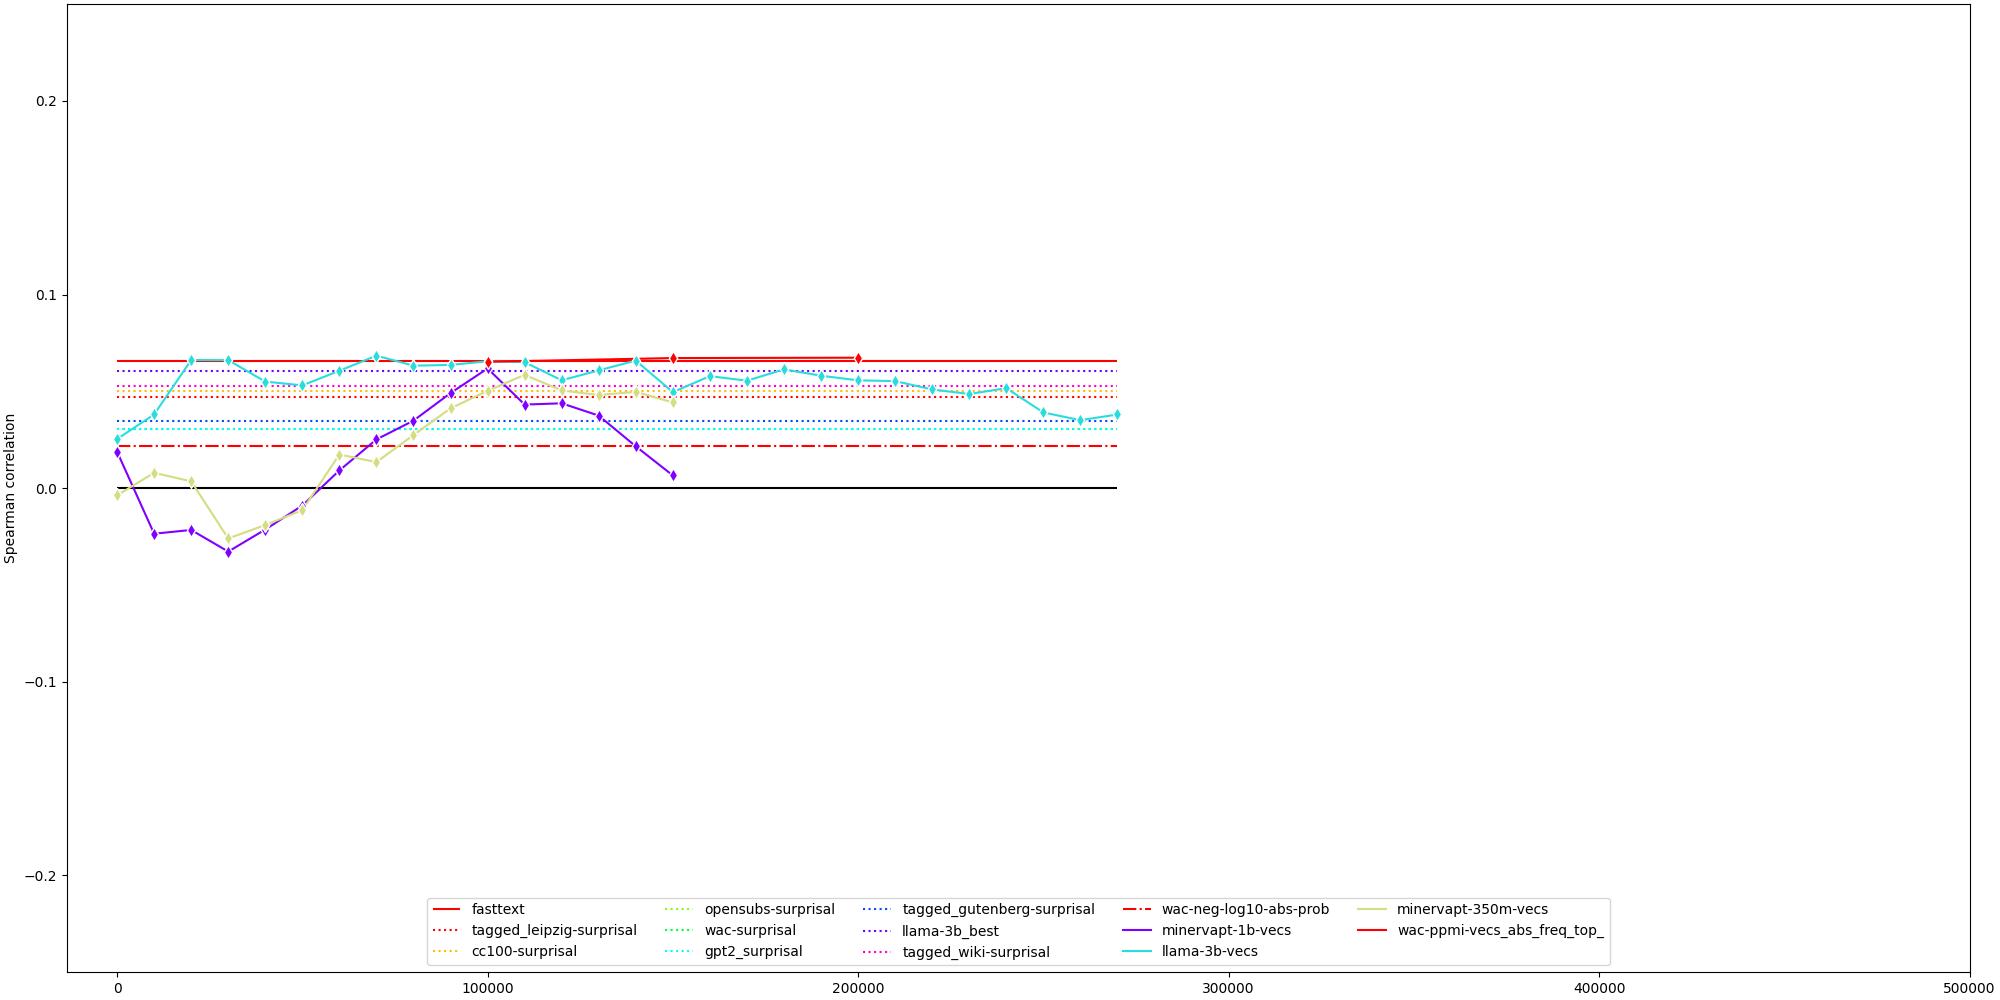 0.2
0.1
0.0
−0.1
−0.2
Spearman correlation
fasttext
tagged_leipzig-surprisal
cc100-surprisal
opensubs-surprisal
wac-surprisal
gpt2_surprisal
tagged_gutenberg-surprisal
llama-3b_best
tagged_wiki-surprisal
wac-neg-log10-abs-prob
minervapt-1b-vecs
llama-3b-vecs
minervapt-350m-vecs
wac-ppmi-vecs_abs_freq_top_
0 100000 200000 300000 400000 500000